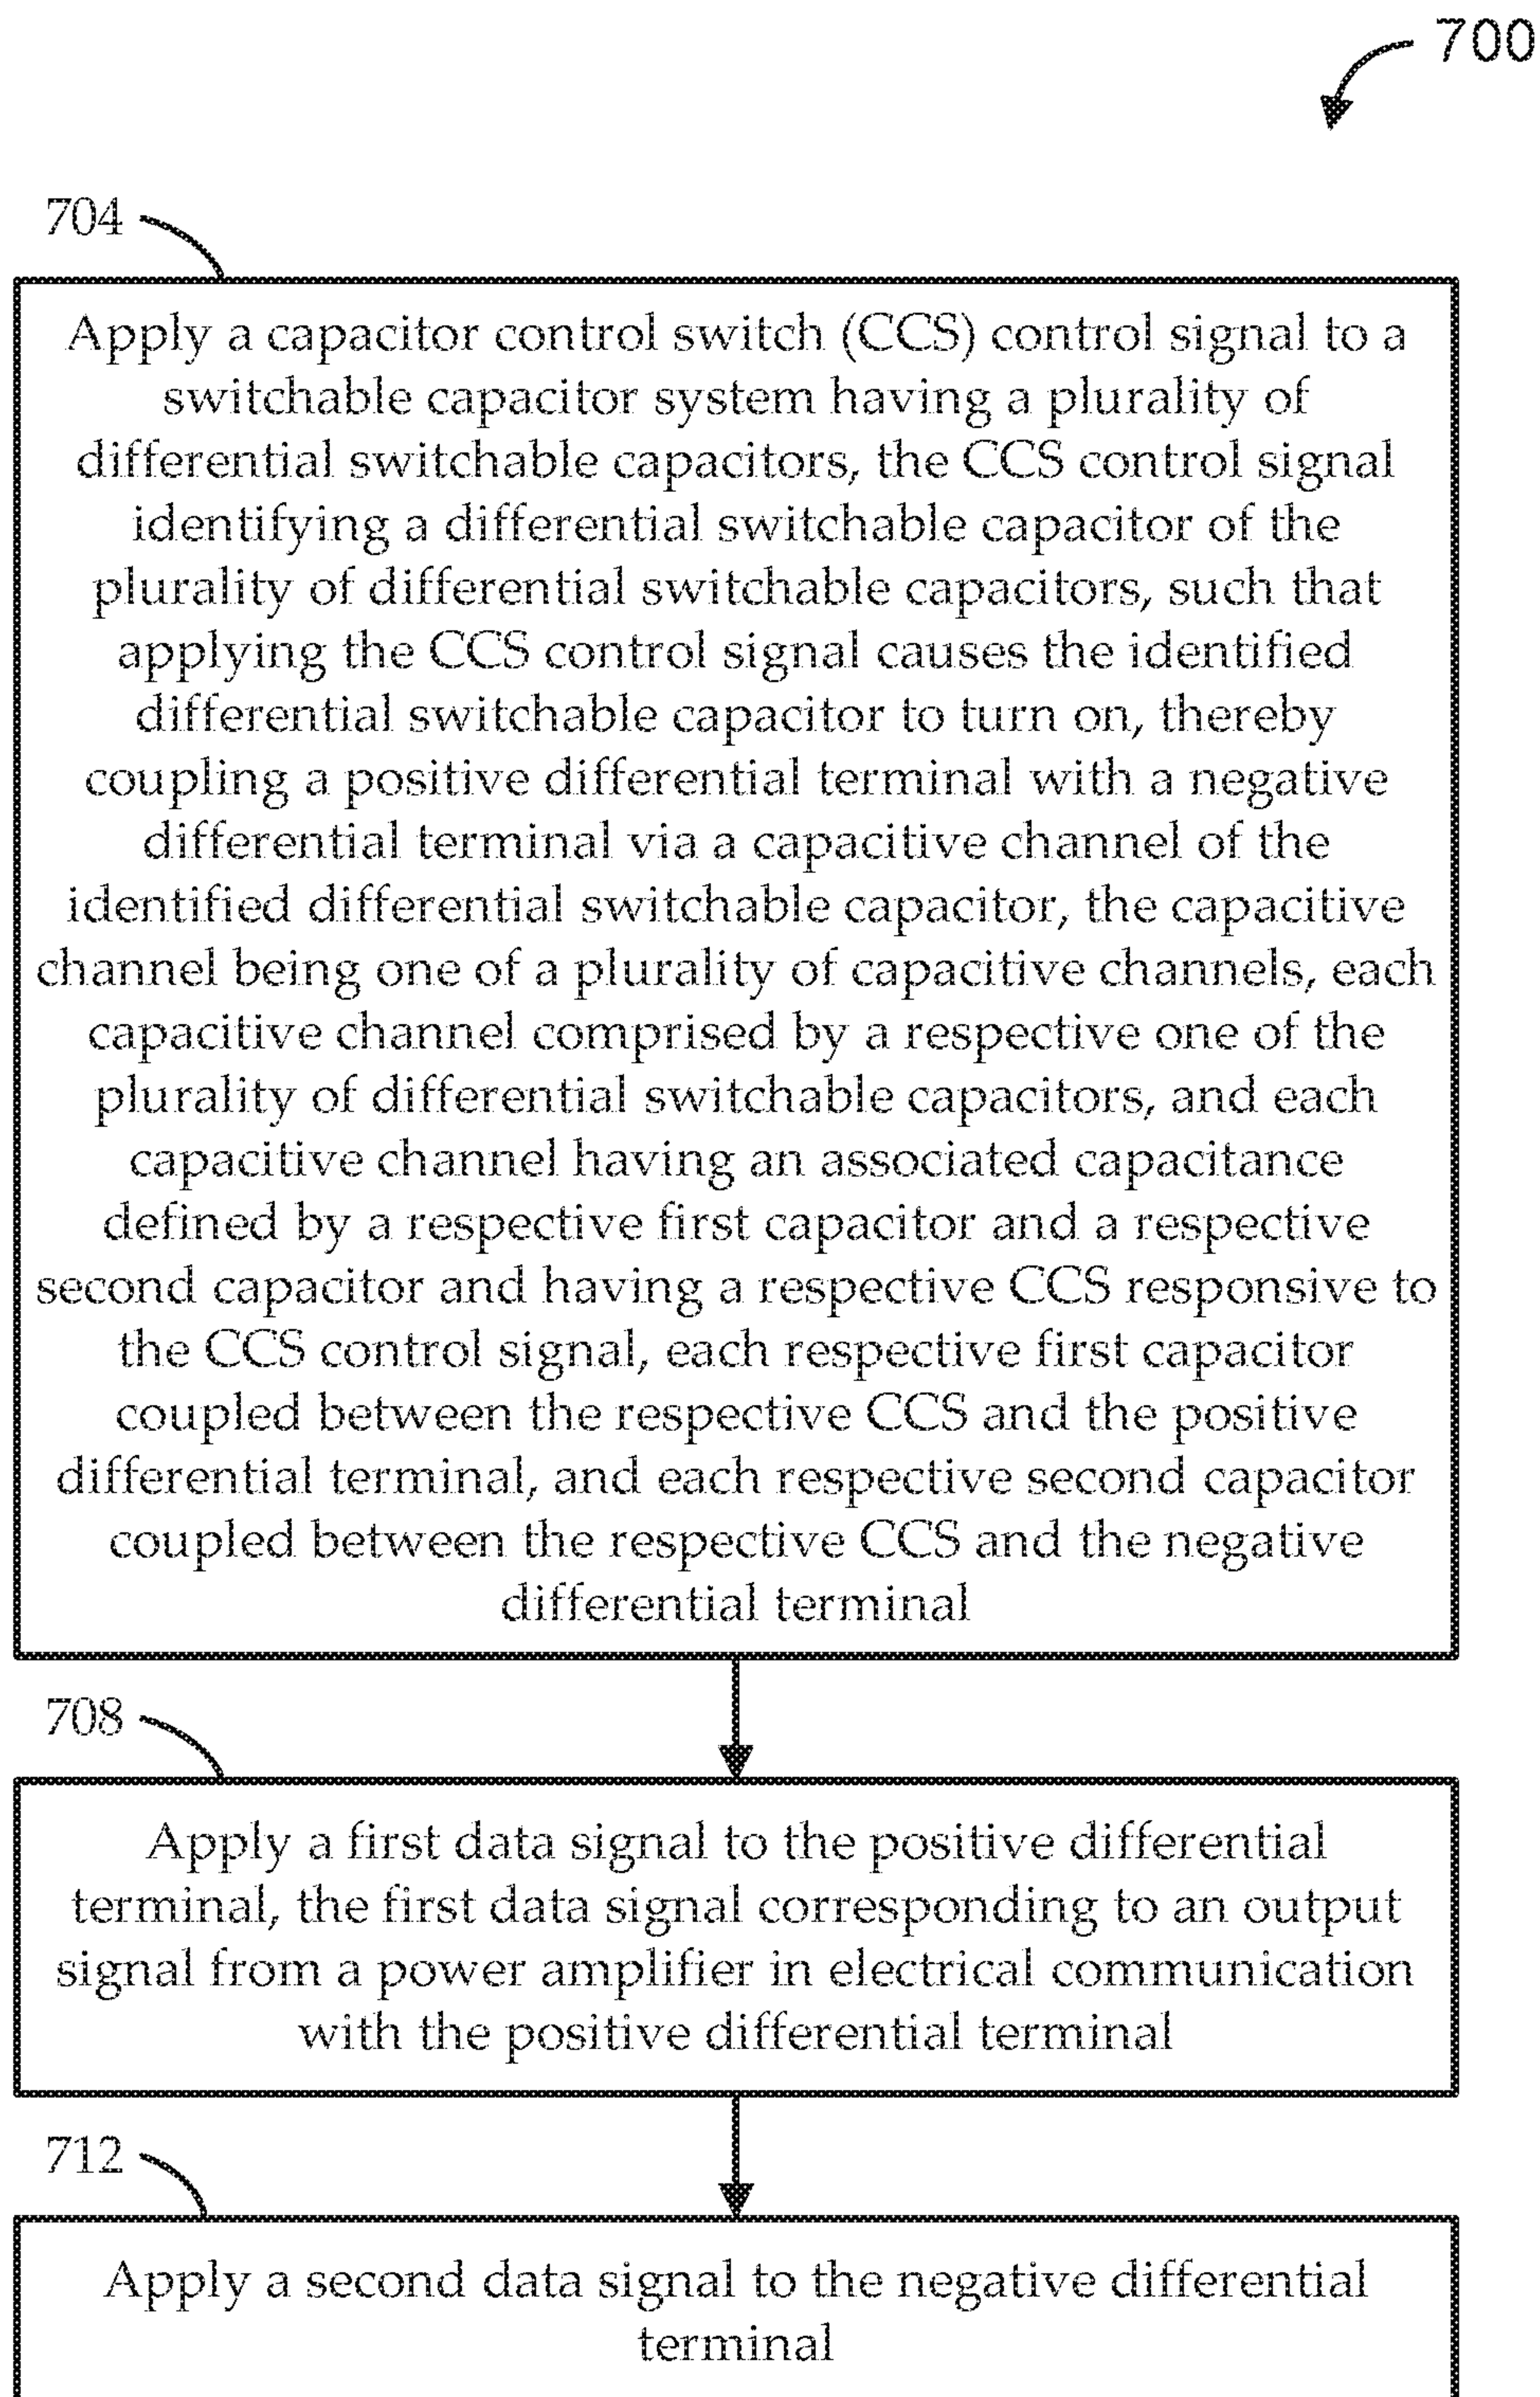 700
704
Apply a capacitor control switch (CCS) control signal to a
switchable capacitor system having a plurality of
differential switchable capacitors, the CCS control signal
identifying a differential switchable capacitor of the
plurality of differential switchable capacitors, such that
applying the CCS control signal causes the identified
differential switchable capacitor to turn on, thereby
coupling a positive differential terminal with a negative
differential terminal via a capacitive channel of the
identified differential switchable capacitor, the capacitive
channel being one of a plurality of capacitive channels, each
capacitive channel comprised by a respective one of the
plurality of differential switchable capacitors, and each
capacitive channel having an associated capacitance
defined by a respective first capacitor and a respective
second capacitor and having a respective CCS responsive to
the CCS control signal, each respective first capacitor
coupled between the respective CCS and the positive
differential terminal, and each respective second capacitor
coupled between the respective CCS and the negative
differential terminal
708
Apply a first data signal to the positive differential
terminal, the first data signal corresponding to an output
signal from a power amplifier in electrical communication
with the positive differential terminal
712
Apply a second data signal to the negative differential
terminal